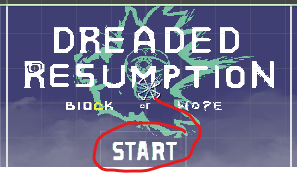 DREADED
RESUMPTION
BLOCK OF HOPE
START